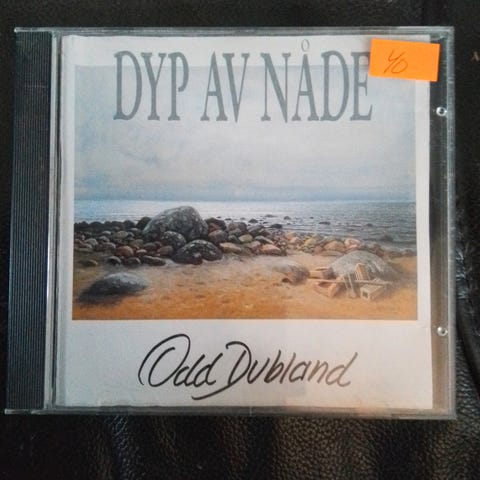 DYP AV NÅDE
40
Odd Dubland